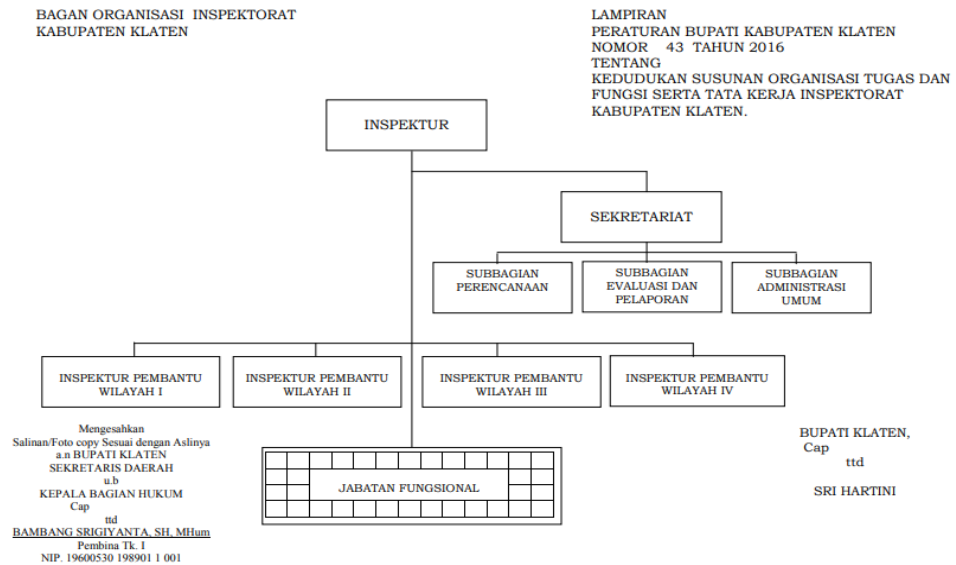 BAGAN ORGANISASI INSPEKTORAT
KABUPATEN KLATEN
LAMPIRAN
PERATURAN BUPATI KABUPATEN KLATEN
NOMOR 43 TAHUN 2016
TENTANG
KEDUDUKAN SUSUNAN ORGANISASI TUGAS DAN
FUNGSI SERTA TATA KERJA INSPEKTORAT
KABUPATEN KLATEN.
INSPEKTUR
SEKRETARIAT
SUBBAGIAN
PERENCANAAN
SUBBAGIAN
EVALUASI DAN
PELAPORAN
SUBBAGIAN
ADMINISTRASI
UMUM
INSPEKTUR PEMBANTU
WILAYAH I
INSPEKTUR PEMBANTU
WILAYAH II
INSPEKTUR PEMBANTU
WILAYAH III
INSPEKTUR PEMBANTU
WILAYAH IV
Mengesahkan
Salinan/Foto copy Sesuai dengan Aslinya
a.n BUPATI KLATEN
SEKRETARIS DAERAH
u.b
KEPALA BAGIAN HUKUM
Cap
ttd
BAMBANG SRIGIYANTA, SH, MHum
Pembina Tk. I
NIP. 19600530 198901 1 001
JABATAN FUNGSIONAL
BUPATI KLATEN,
Cap
ttd
SRI HARTINI